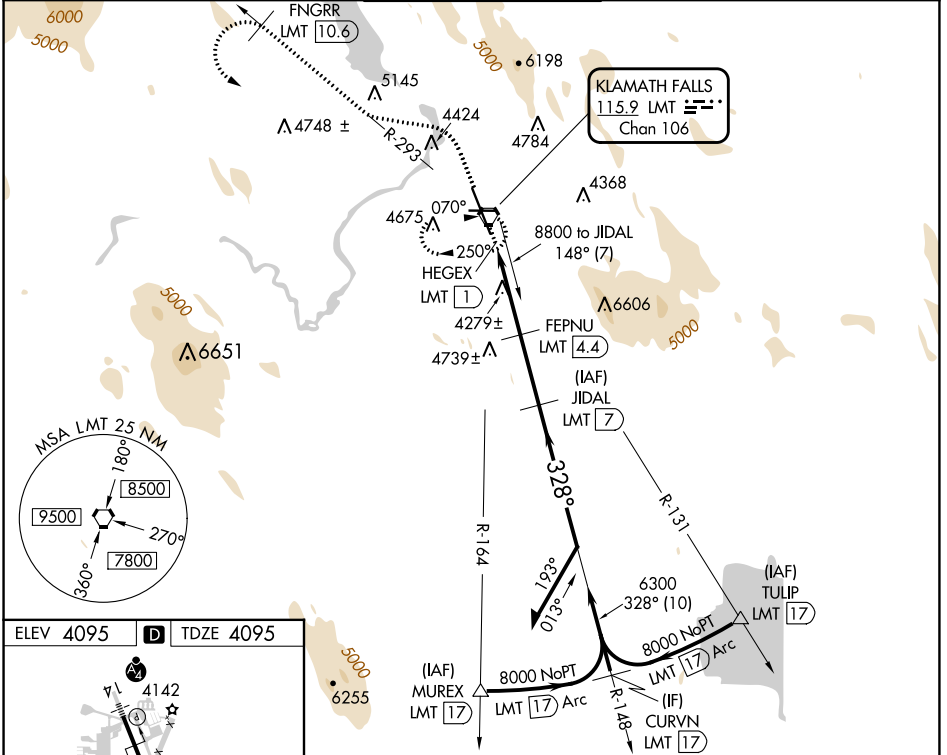 6000
5000
FNGRR
LMT 10.6
5000
6198
5145
KLAMATH FALLS
115.9 LMT
Chan 106
4748 ±
4424
R-293
4784
4368
4675
070°
250°
8800 to JIDAL
148° (7)
HEGEX
LMT 1
5000
6606
4279±
FEPNU
LMT 4.4
5000
6651
4739±
(IAF)
JIDAL
LMT 7
MSA LMT 25 NM
180°
8500
9500
270°
7800
360°
328°
R-164
R-131
193°
013°
6300
328° (10)
(IAF)
TULIP
LMT 17
ELEV 4095
D
TDZE 4095
A4
14
4142
P
5000
6255
(IAF)
MUREX
LMT 17
8000 NoPT
LMT 17 Arc
8000 NoPT
LMT 17 Arc
R-148
(IF)
CURVN
LMT 17